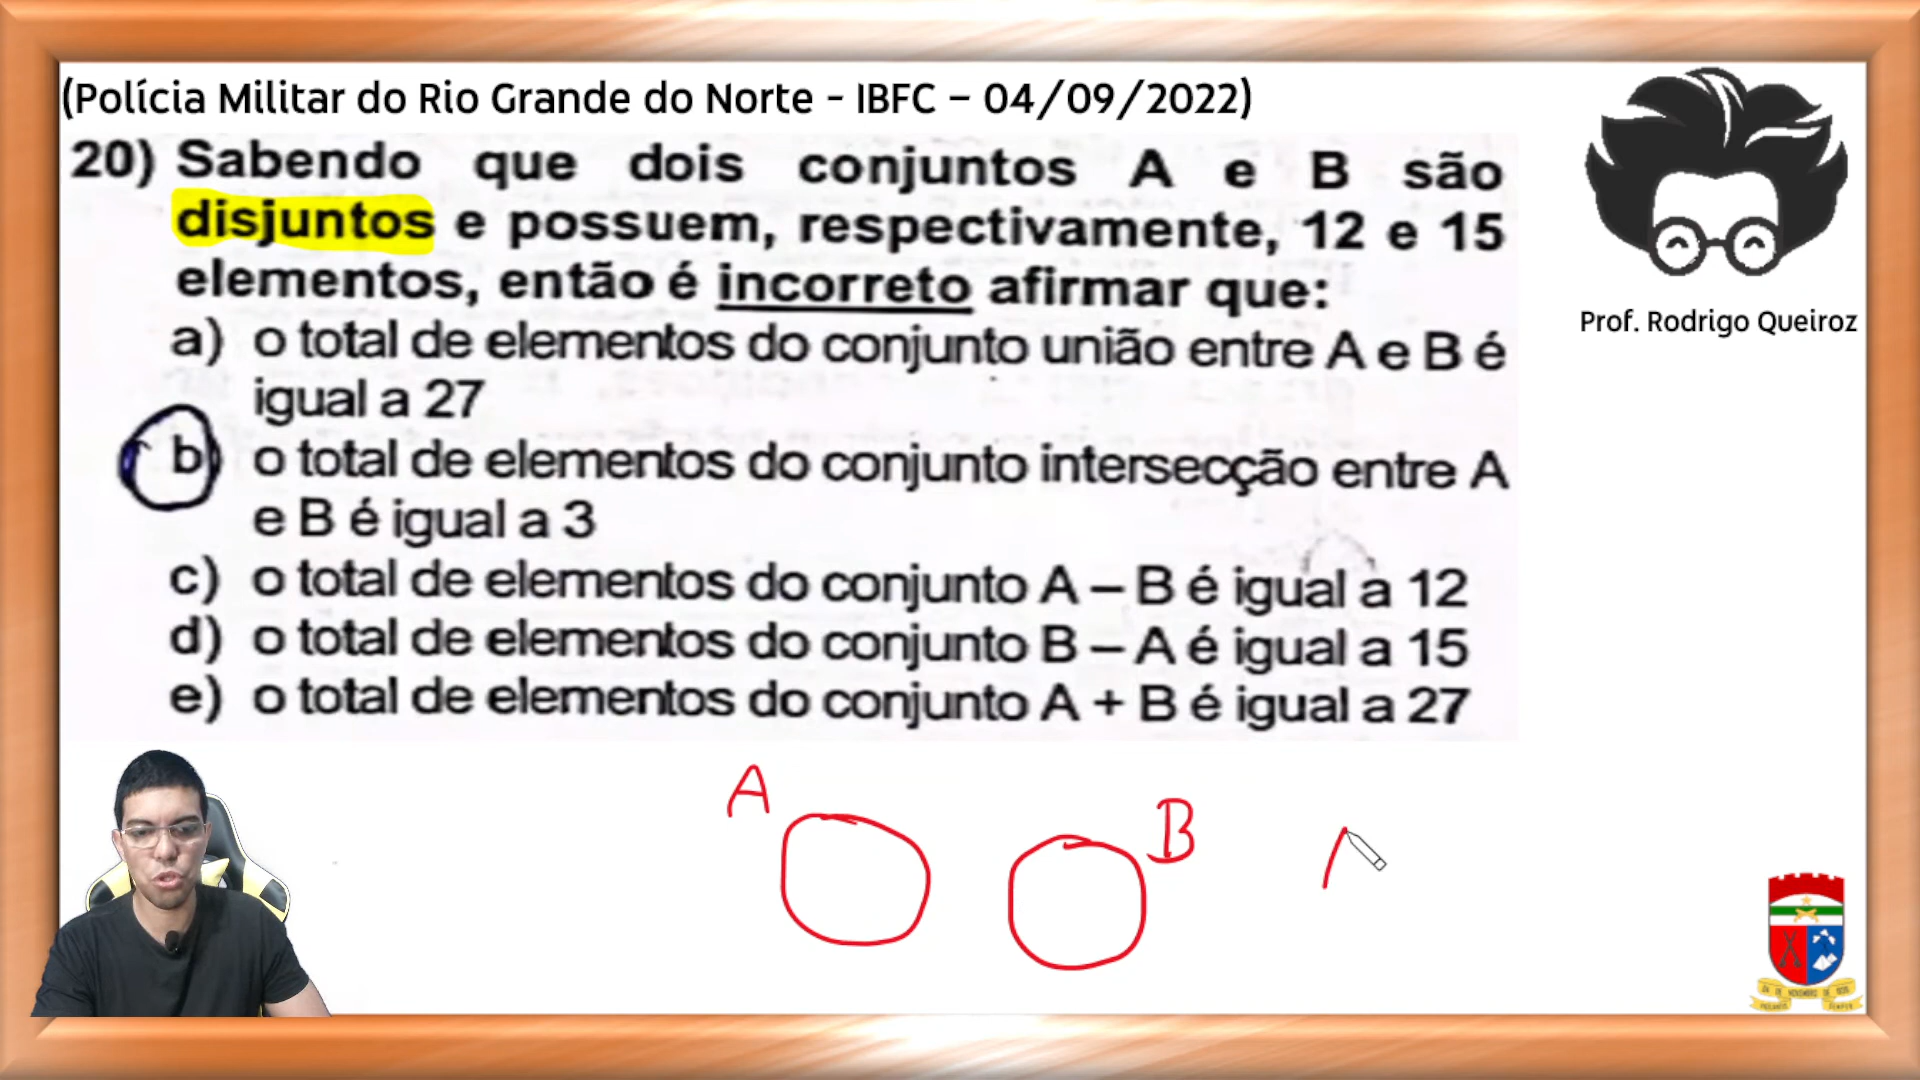 (Polícia Militar do Rio Grande do Norte - IBFC – 04/09/2022)
20) Sabendo que dois conjuntos A e B são
disjuntos e possuem, respectivamente, 12 e 15
elementos, então é incorreto afirmar que:
a) o total de elementos do conjunto união entre A e B é
igual a 27
b) o total de elementos do conjunto intersecção entre A
e B é igual a 3
c) o total de elementos do conjunto A – B é igual a 12
d) o total de elementos do conjunto B – A é igual a 15
e) o total de elementos do conjunto A + B é igual a 27
Prof. Rodrigo Queiroz
A
B